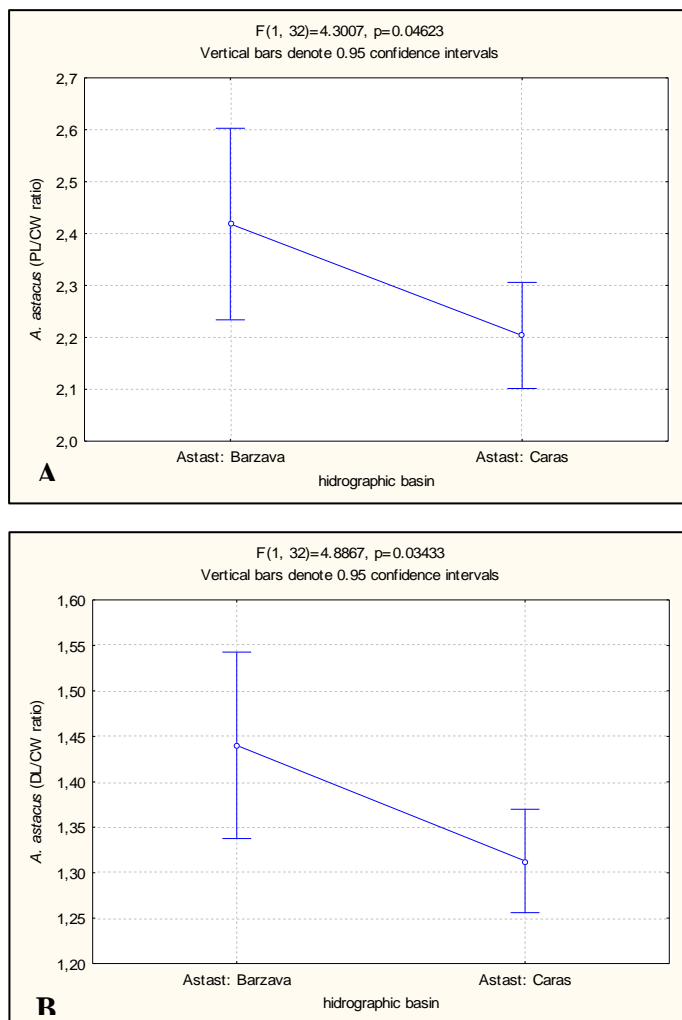 F(1, 32)=4.3007, p=0.04623
Vertical bars denote 0.95 confidence intervals
2,7
2,6
2,5
2,4
2,3
2,2
2,1
2,0
A. astacus (PL/CW ratio)
Astast: Barzava Astast: Caras
hidrographic basin
A
F(1, 32)=4.8867, p=0.03433
Vertical bars denote 0.95 confidence intervals
1,60
1,55
1,50
1,45
1,40
1,35
1,30
1,25
1,20
A. astacus (DL/CW ratio)
Astast: Barzava Astast: Caras
hidrographic basin
B